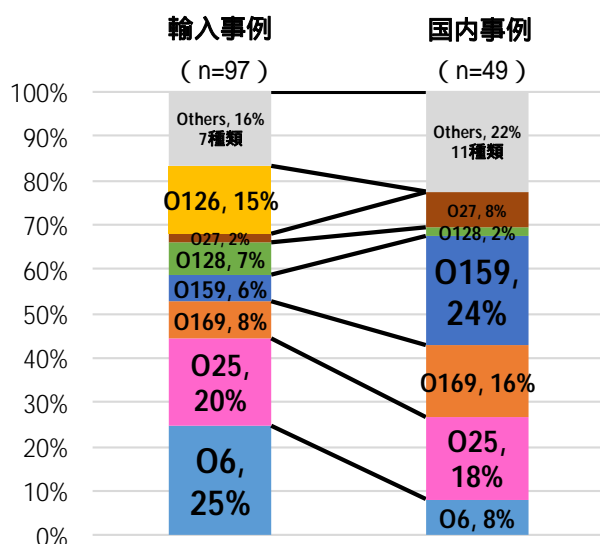 輸入事例
国内事例
（n=97）
（n=49）
100%
90%
80%
70%
60%
50%
40%
30%
20%
10%
0%
Others, 16%
7種類
O126, 15%
O27, 2%
O128, 7%
O159, 6%
O169, 8%
O25,
20%
O6,
25%
Others, 22%
11種類
O27, 8%
O128, 2%
O159,
24%
O169, 16%
O25,
18%
O6, 8%